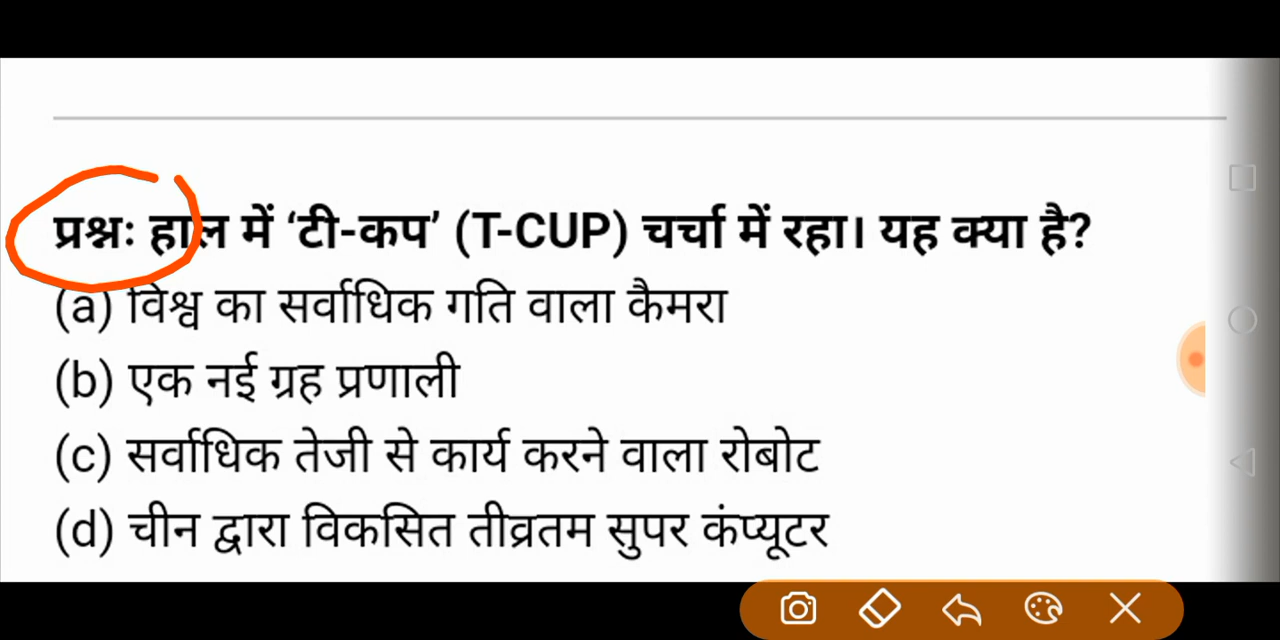 प्रश्न: हाल में ‘टी-कप’ (T-CUP) चर्चा में रहा। यह क्या है?
(a) विश्व का सर्वाधिक गति वाला कैमरा
(b) एक नई ग्रह प्रणाली
(c) सर्वाधिक तेजी से कार्य करने वाला रोबोट
(d) चीन द्वारा विकसित तीव्रतम सुपर कंप्यूटर